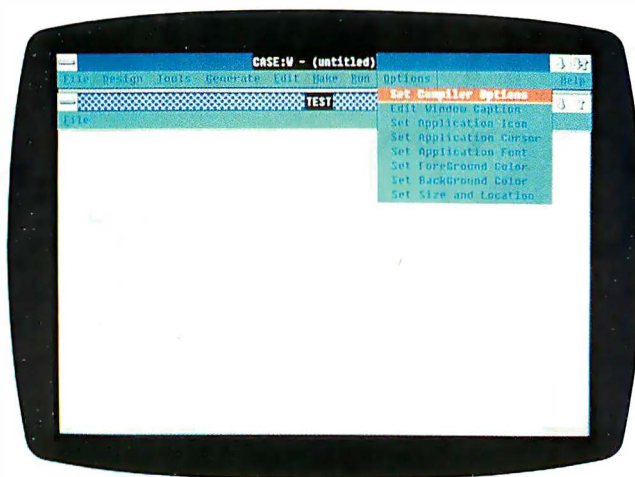 CASE:W - (untitled)
File Design Tools Generate Edit Make Run Options Help
TEST
File
Set Compiler Options
Edit Window Caption
Set Application Icon
Set Application Cursor
Set Application Font
Set ForeGround Color
Set BackGround Color
Set Size and Location